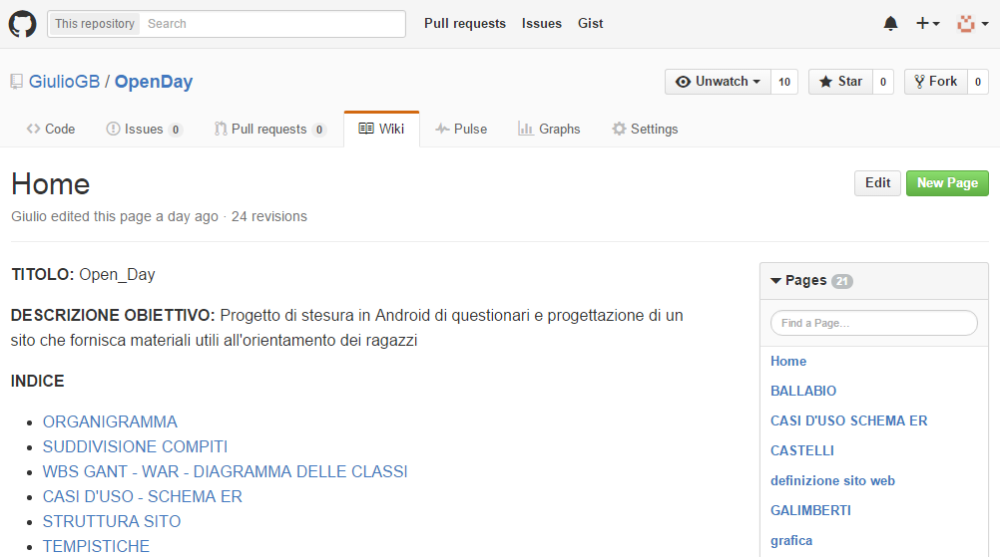 This repository Search Pull requests Issues Gist
GiulioGB / OpenDay Unwatch 10 Star 0 Fork 0
Code Issues 0 Pull requests 0 Wiki Pulse Graphs Settings
Home Edit New Page
Giulio edited this page a day ago · 24 revisions
TITOLO: Open_Day
DESCRIZIONE OBIETTIVO: Progetto di stesura in Android di questionari e progettazione di un
sito che fornisca materiali utili all'orientamento dei ragazzi
INDICE
ORGANIGRAMMA
SUDDIVISIONE COMPITI
WBS GANT - WAR - DIAGRAMMA DELLE CLASSI
CASI D'USO - SCHEMA ER
STRUTTURA SITO
TEMPISTICHE
Pages 21
Find a Page...
Home
BALLABIO
CASI D'USO SCHEMA ER
CASTELLI
definizione sito web
GALIMBERTI
grafica